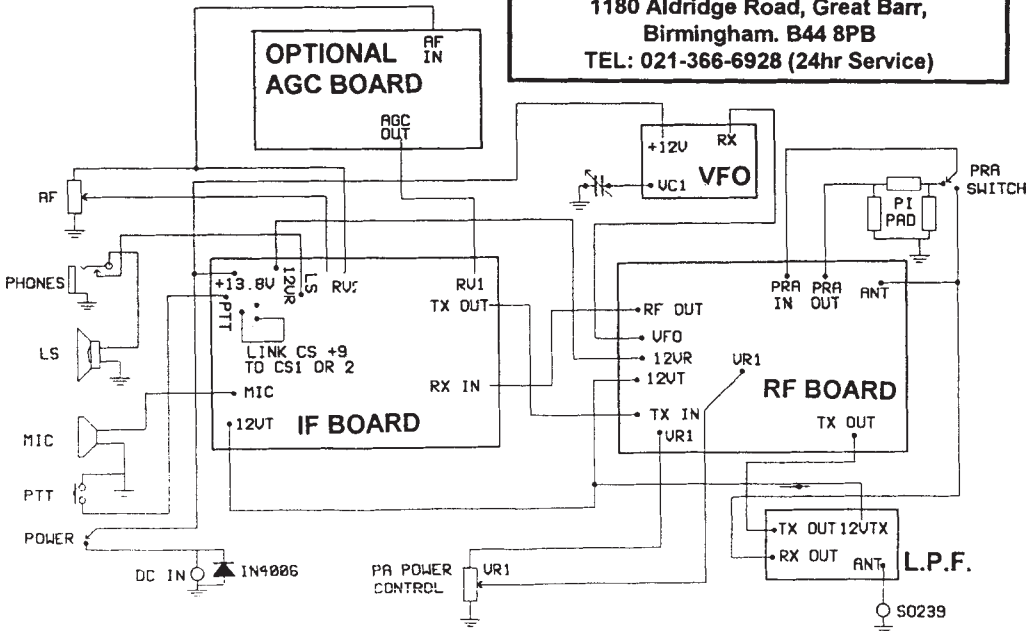 1180 Aldridge Road, Great Barr,
Birmingham. B44 8PB
TEL: 021-366-6928 (24hr Service)
OPTIONAL
AGC BOARD
AF
IN
AGC
OUT
+12V
RX
VFO
VC1
PRA
SWITCH
PI
PAD
AF
PHONES
LS
MIC
PTT
POWER
+13.8V
12VR
LS
RV1
PTT
TX OUT
LINK CS +9
TO CS1 OR 2
RX IN
MIC
12VT
IF BOARD
PRA
IN
PRA
OUT
ANT
RF OUT
VFO
12VR
12VT
VR1
RF BOARD
TX IN
VR1
TX OUT
DC IN
IN4006
PA POWER
CONTROL
VR1
TX OUT
12VTX
RX OUT
ANT
L.P.F.
SO239